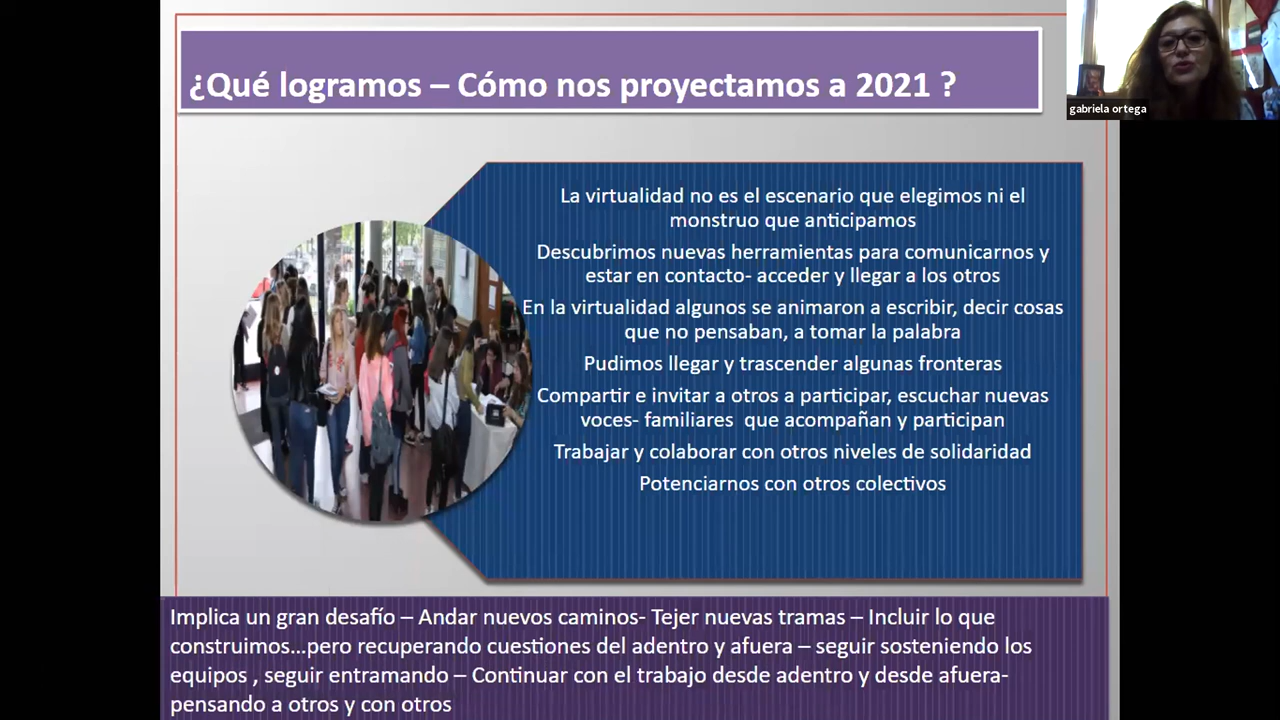 ¿Qué logramos – Cómo nos proyectamos a 2021 ?
gabriela ortega
La virtualidad no es el escenario que elegimos ni el
monstruo que anticipamos
Descubrimos nuevas herramientas para comunicarnos y
estar en contacto- acceder y llegar a los otros
En la virtualidad algunos se animaron a escribir, decir cosas
que no pensaban, a tomar la palabra
Pudimos llegar y trascender algunas fronteras
Compartir e invitar a otros a participar, escuchar nuevas
voces- familiares  que acompañan y participan
Trabajar y colaborar con otros niveles de solidaridad
Potenciarnos con otros colectivos
Implica un gran desafío – Andar nuevos caminos- Tejer nuevas tramas – Incluir lo que
construimos...pero recuperando cuestiones del adentro y afuera – seguir sosteniendo los
equipos , seguir entramando – Continuar con el trabajo desde adentro y desde afuera-
pensando a otros y con otros